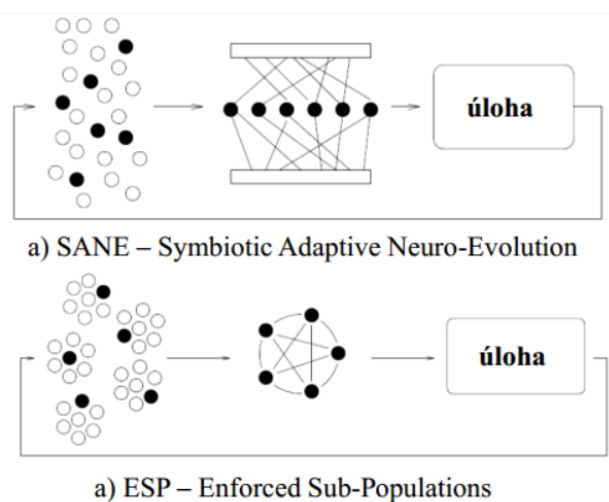 úloha
a) SANE – Symbiotic Adaptive Neuro-Evolution
úloha
a) ESP – Enforced Sub-Populations